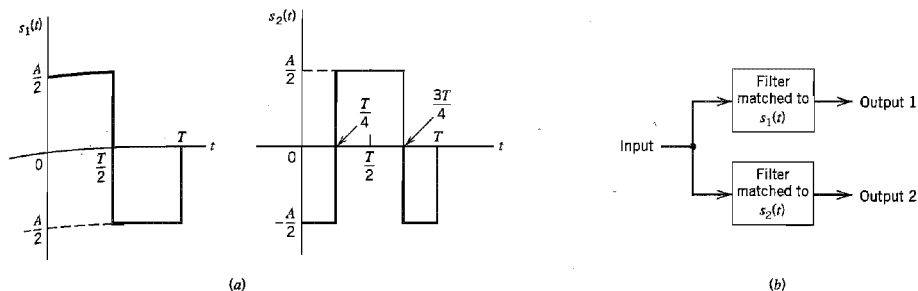 s₁(t)
A/2
0
T/2
T
t
-A/2
s₂(t)
A/2
T/4
3T/4
T
0
T/2
t
-A/2
(a)
Input
Filter
matched to
s₁(t)
Output 1
Filter
matched to
s₂(t)
Output 2
(b)